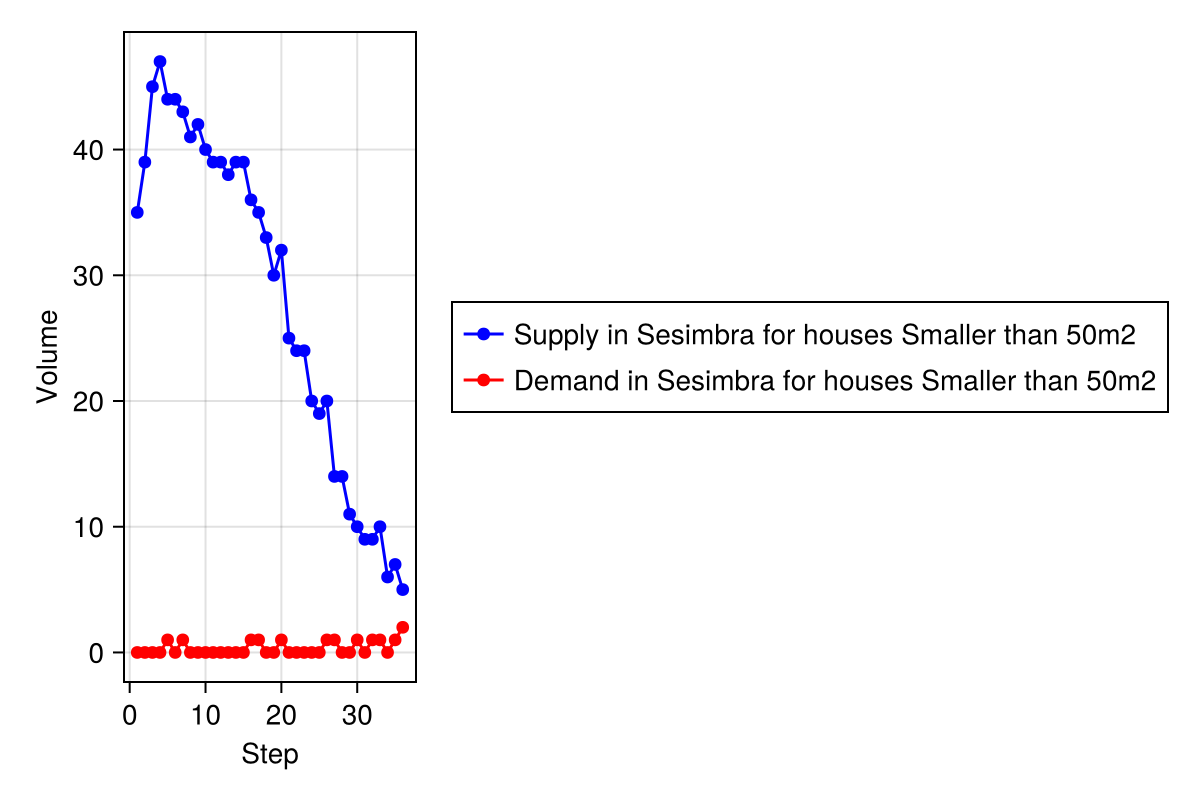 Volume
40
30
20
10
0
0 10 20 30
Step
Supply in Sesimbra for houses Smaller than 50m2
Demand in Sesimbra for houses Smaller than 50m2